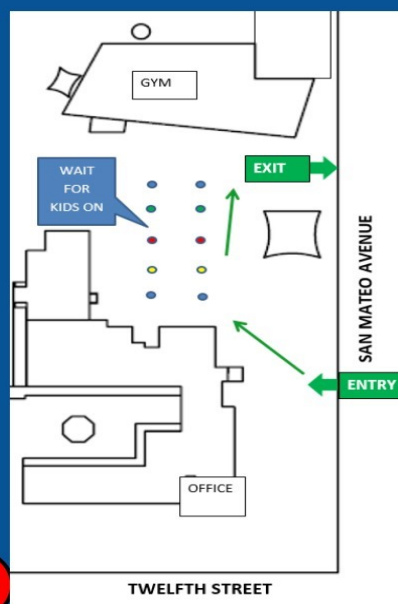 GYM
WAIT
FOR
KIDS ON
EXIT
SAN MATEO AVENUE
ENTRY
OFFICE
TWELFTH STREET